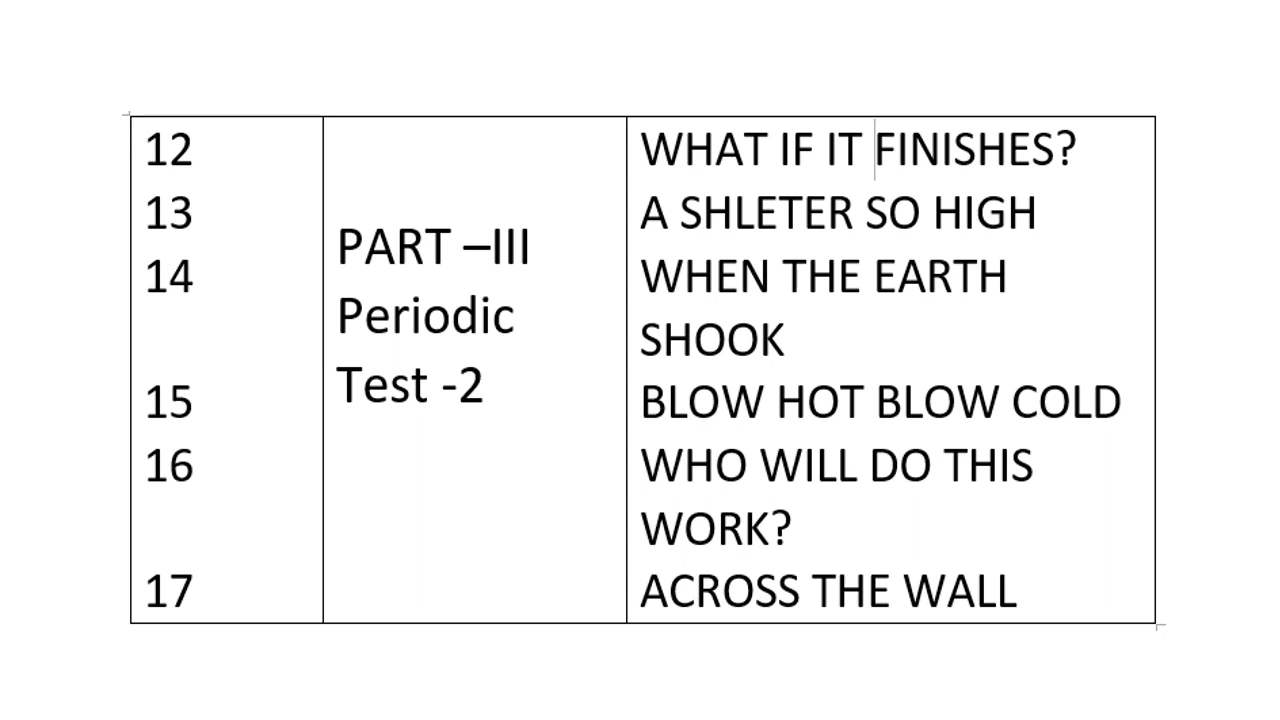 12
13
14
15
16
17
PART –III
Periodic
Test -2
WHAT IF IT FINISHES?
A SHLETER SO HIGH
WHEN THE EARTH
SHOOK
BLOW HOT BLOW COLD
WHO WILL DO THIS
WORK?
ACROSS THE WALL